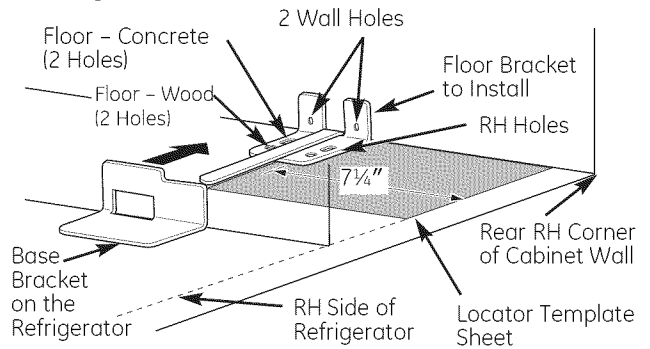 2 Wall Holes
Floor – Concrete
(2 Holes)
Floor Bracket
to Install
Floor – Wood
(2 Holes)
RH Holes
7¼"
Rear RH Corner
of Cabinet Wall
Base
Bracket
on the
Refrigerator
RH Side of
Refrigerator
Locator Template
Sheet